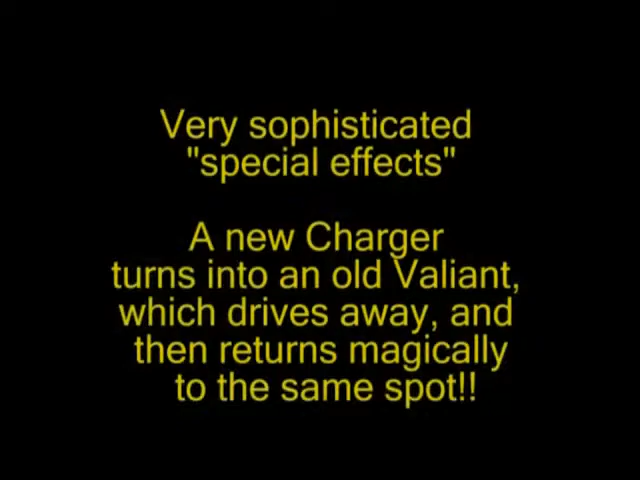 Very sophisticated
"special effects"
A new Charger
turns into an old Valiant,
which drives away, and
then returns magically
to the same spot!!